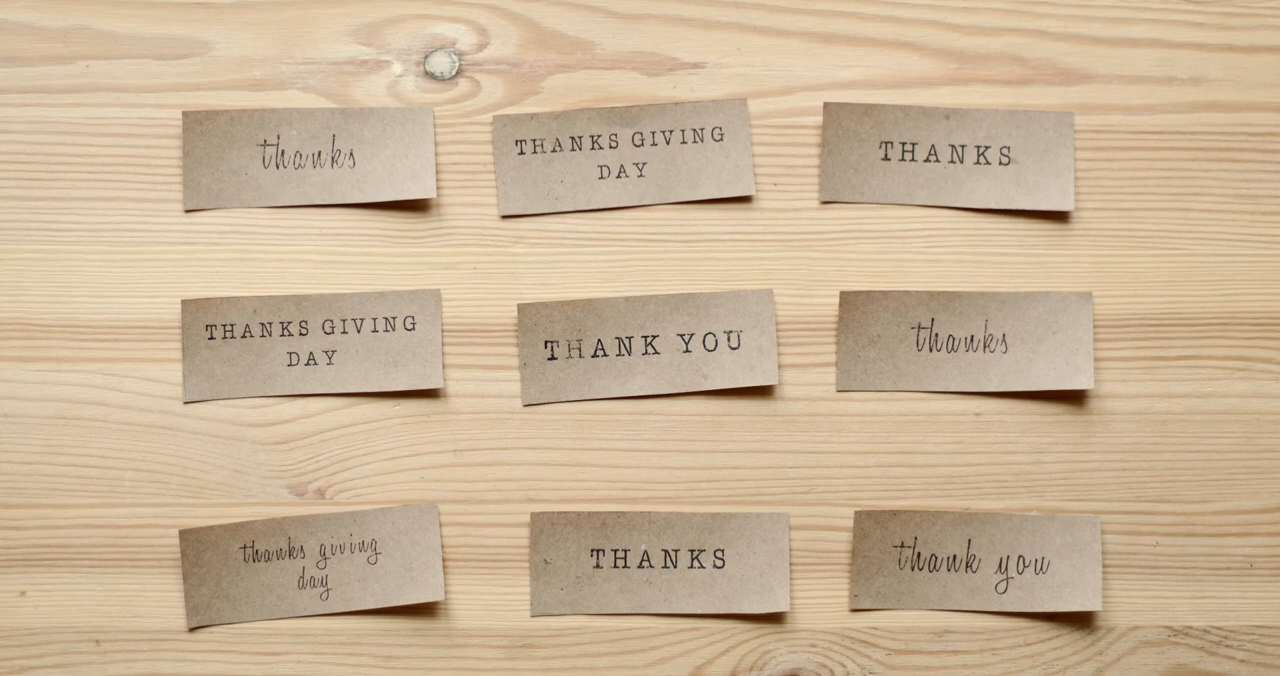 thanks
THANKS GIVING
DAY
THANKS
THANKS GIVING
DAY
THANK YOU
thanks
thanks giving
day
THANKS
thank you